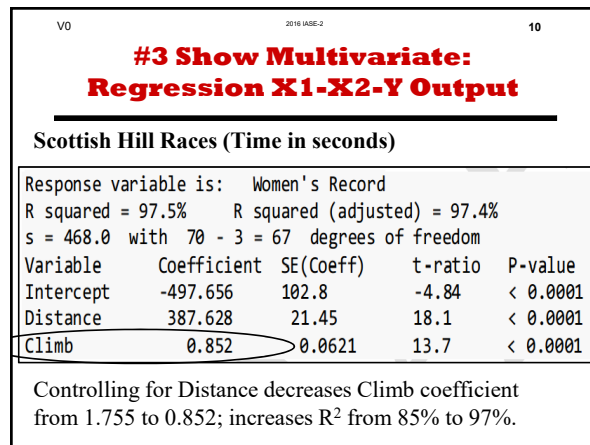 V0 2016 IASE-2 10
#3 Show Multivariate:
Regression X1-X2-Y Output
Scottish Hill Races (Time in seconds)
Response variable is: Women's Record
R squared = 97.5% R squared (adjusted) = 97.4%
s = 468.0 with 70 - 3 = 67 degrees of freedom
Variable Coefficient SE(Coeff) t-ratio P-value
Intercept -497.656 102.8 -4.84 < 0.0001
Distance 387.628 21.45 18.1 < 0.0001
Climb 0.852 0.0621 13.7 < 0.0001
Controlling for Distance decreases Climb coefficient
from 1.755 to 0.852; increases R² from 85% to 97%.